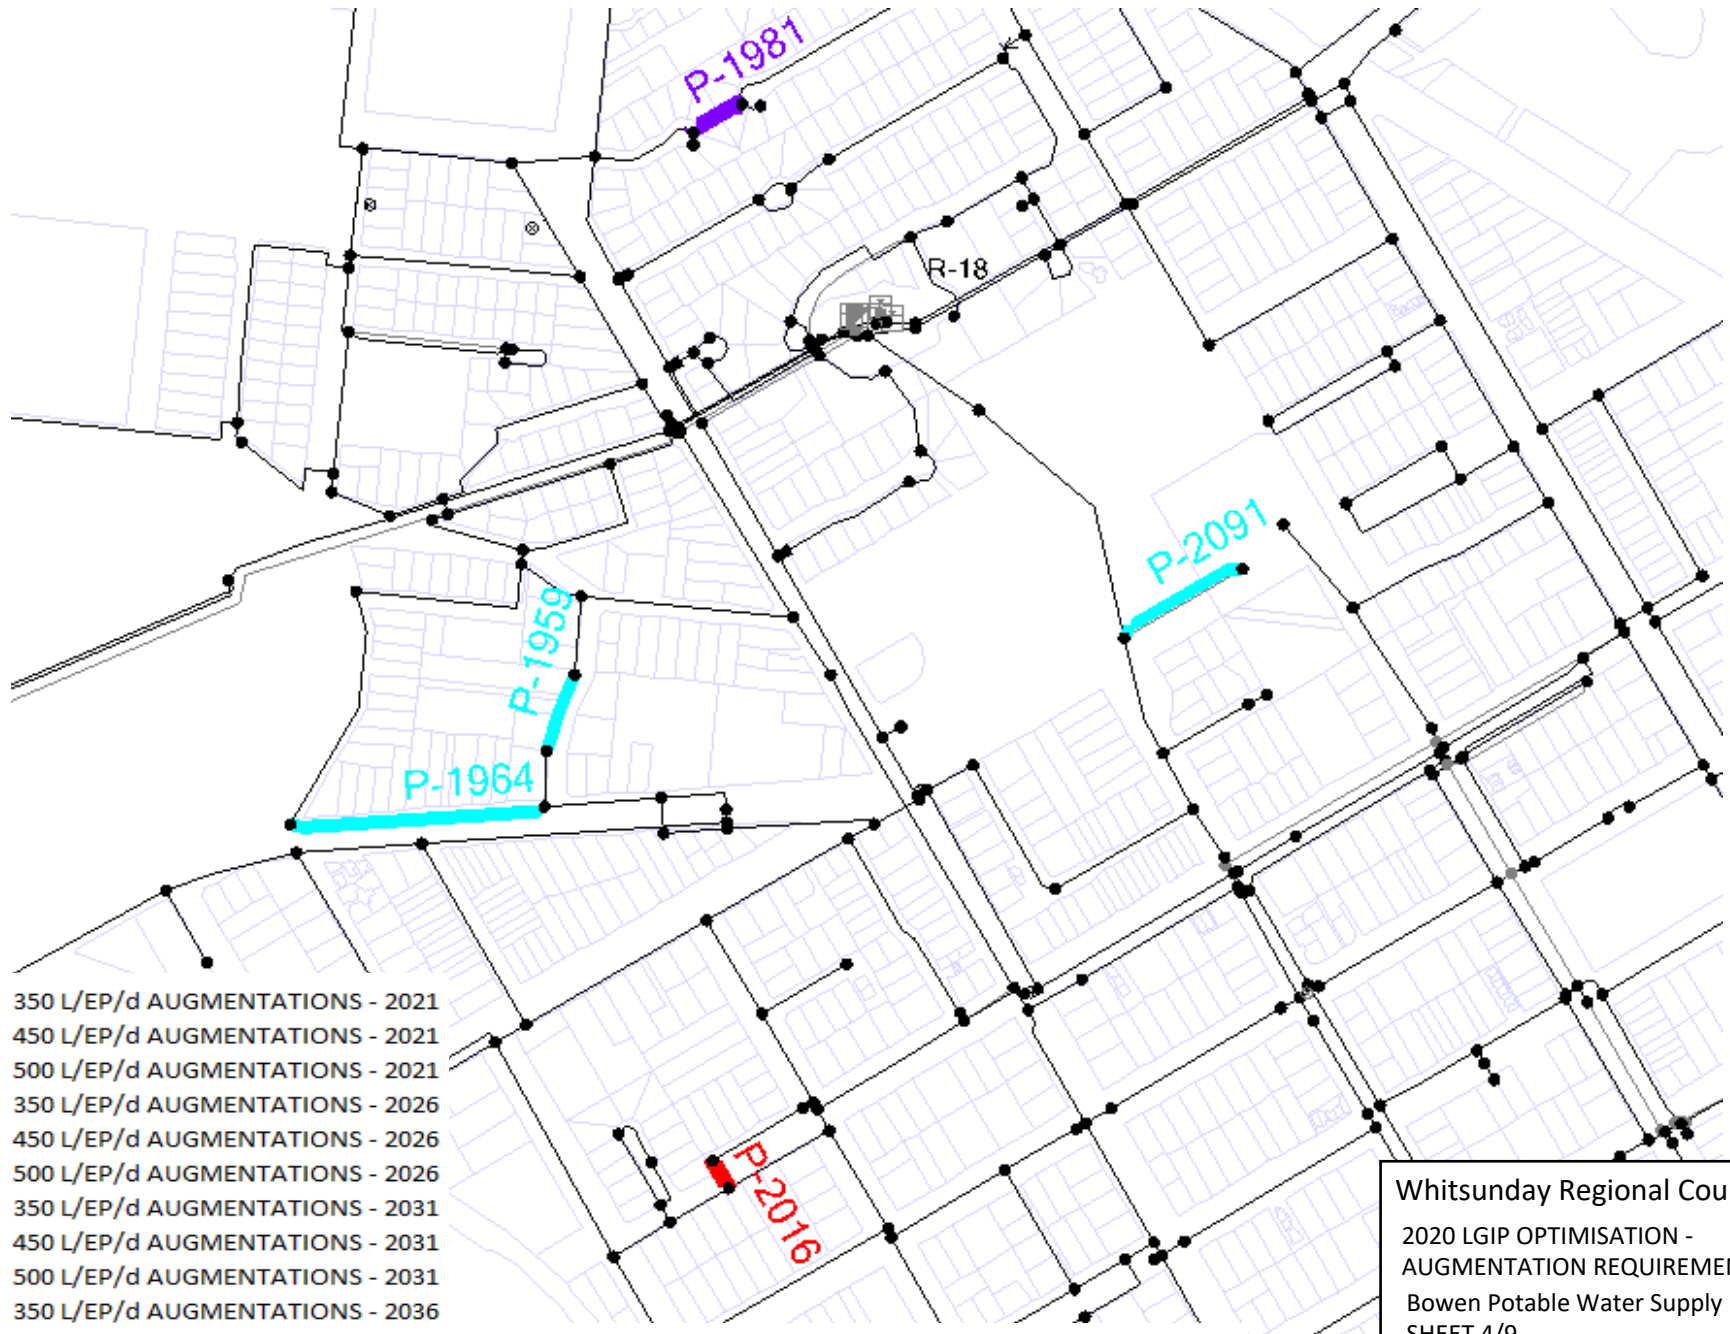 P-1981
R-18
P-2091
P-1959
P-1964
P-2016
350 L/EP/d AUGMENTATIONS - 2021
450 L/EP/d AUGMENTATIONS - 2021
500 L/EP/d AUGMENTATIONS - 2021
350 L/EP/d AUGMENTATIONS - 2026
450 L/EP/d AUGMENTATIONS - 2026
500 L/EP/d AUGMENTATIONS - 2026
350 L/EP/d AUGMENTATIONS - 2031
450 L/EP/d AUGMENTATIONS - 2031
500 L/EP/d AUGMENTATIONS - 2031
350 L/EP/d AUGMENTATIONS - 2036
Whitsunday Regional Cou
2020 LGIP OPTIMISATION -
AUGMENTATION REQUIREME
Bowen Potable Water Supply
SHEET 4/9